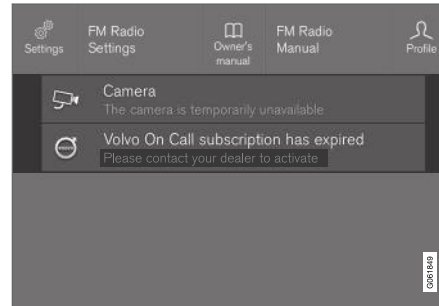 Settings
FM Radio
Settings
Owner's
manual
FM Radio
Manual
Profile
Camera
The camera is temporarily unavailable
Volvo On Call subscription has expired
Please contact your dealer to activate
G061849